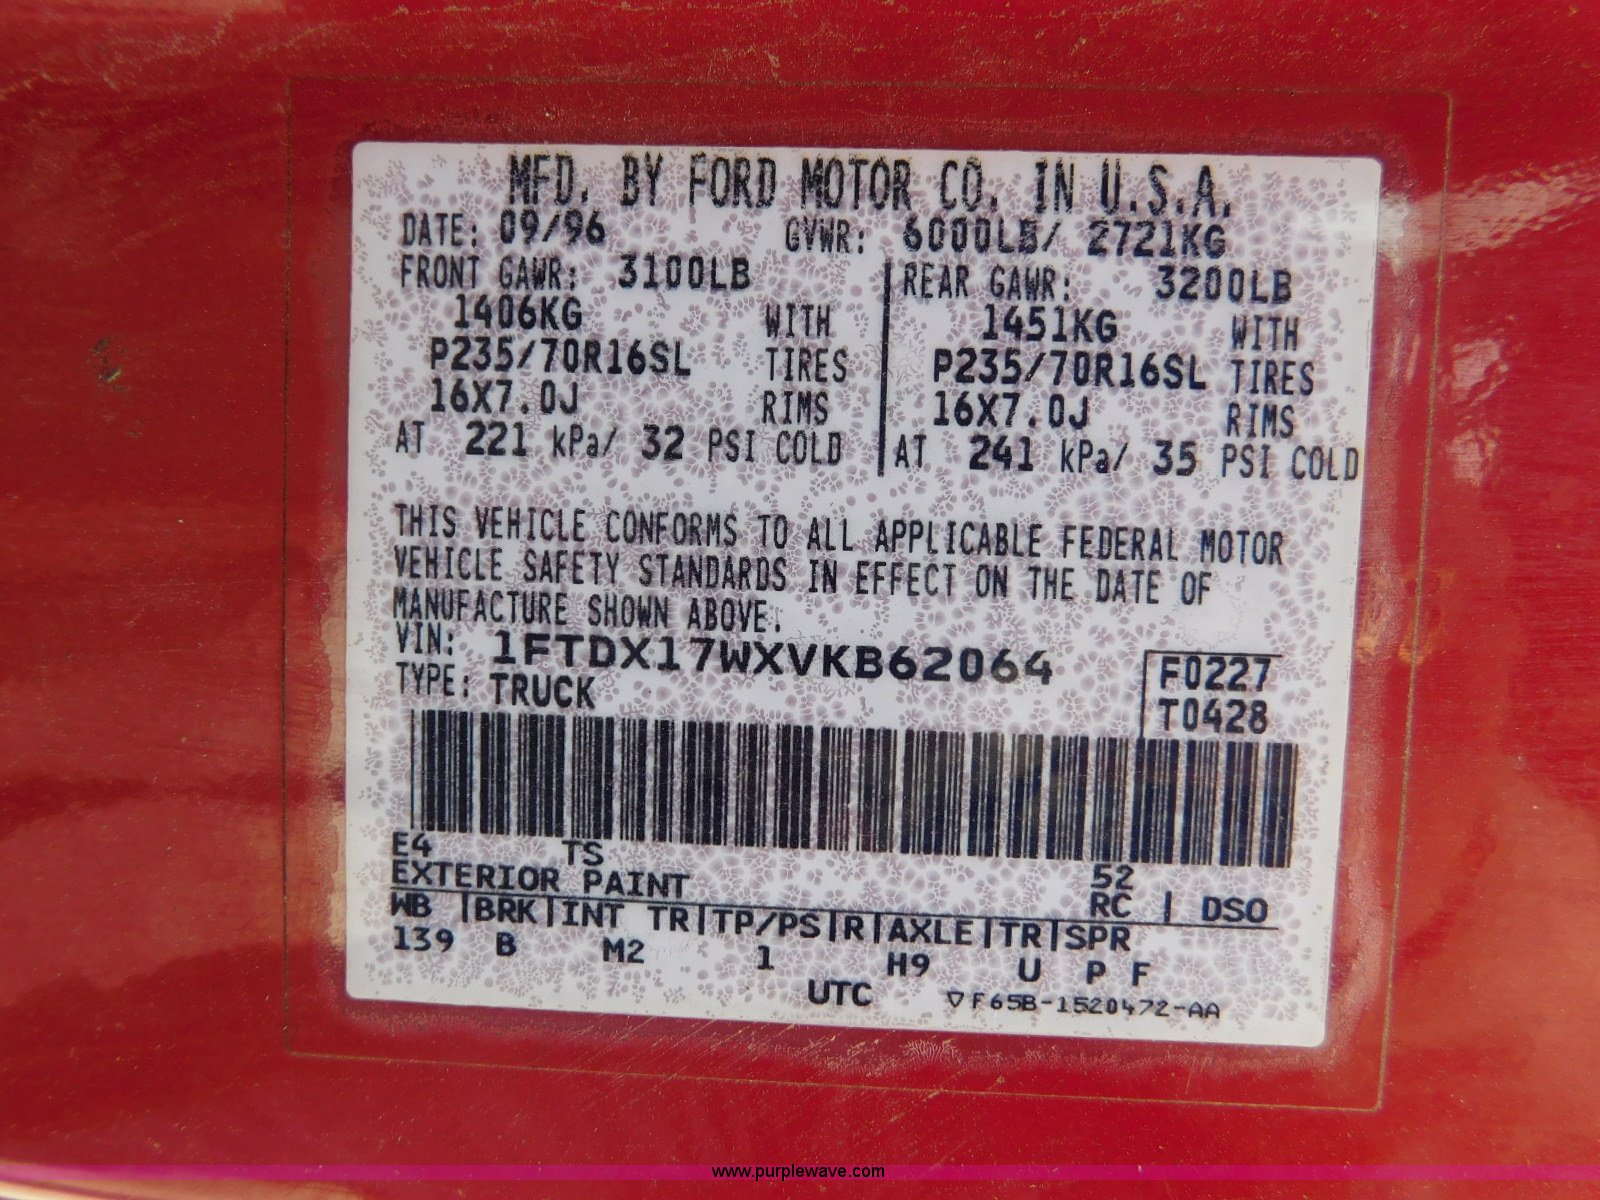 MFD. BY FORD MOTOR CO. IN U.S.A.
DATE: 09/96 GVWR: 6000LB/ 2721KG
FRONT GAWR: 3100LB REAR GAWR: 3200LB
1406KG WITH 1451KG WITH
P235/70R16SL TIRES P235/70R16SL TIRES
16X7.0J RIMS 16X7.0J RIMS
AT 221 kPa/ 32 PSI COLD AT 241 kPa/ 35 PSI COLD
THIS VEHICLE CONFORMS TO ALL APPLICABLE FEDERAL MOTOR
VEHICLE SAFETY STANDARDS IN EFFECT ON THE DATE OF
MANUFACTURE SHOWN ABOVE.
VIN: 1FTDX17WXVKB62064 F0227
TYPE: TRUCK T0428
E4 TS 52
EXTERIOR PAINT RC | DSO
WB |BRK|INT TR|TP/PS|R|AXLE|TR|SPR
139 B M2 1 H9 U P F
UTC ▽F65B-1520472-AA
www.purplewave.com